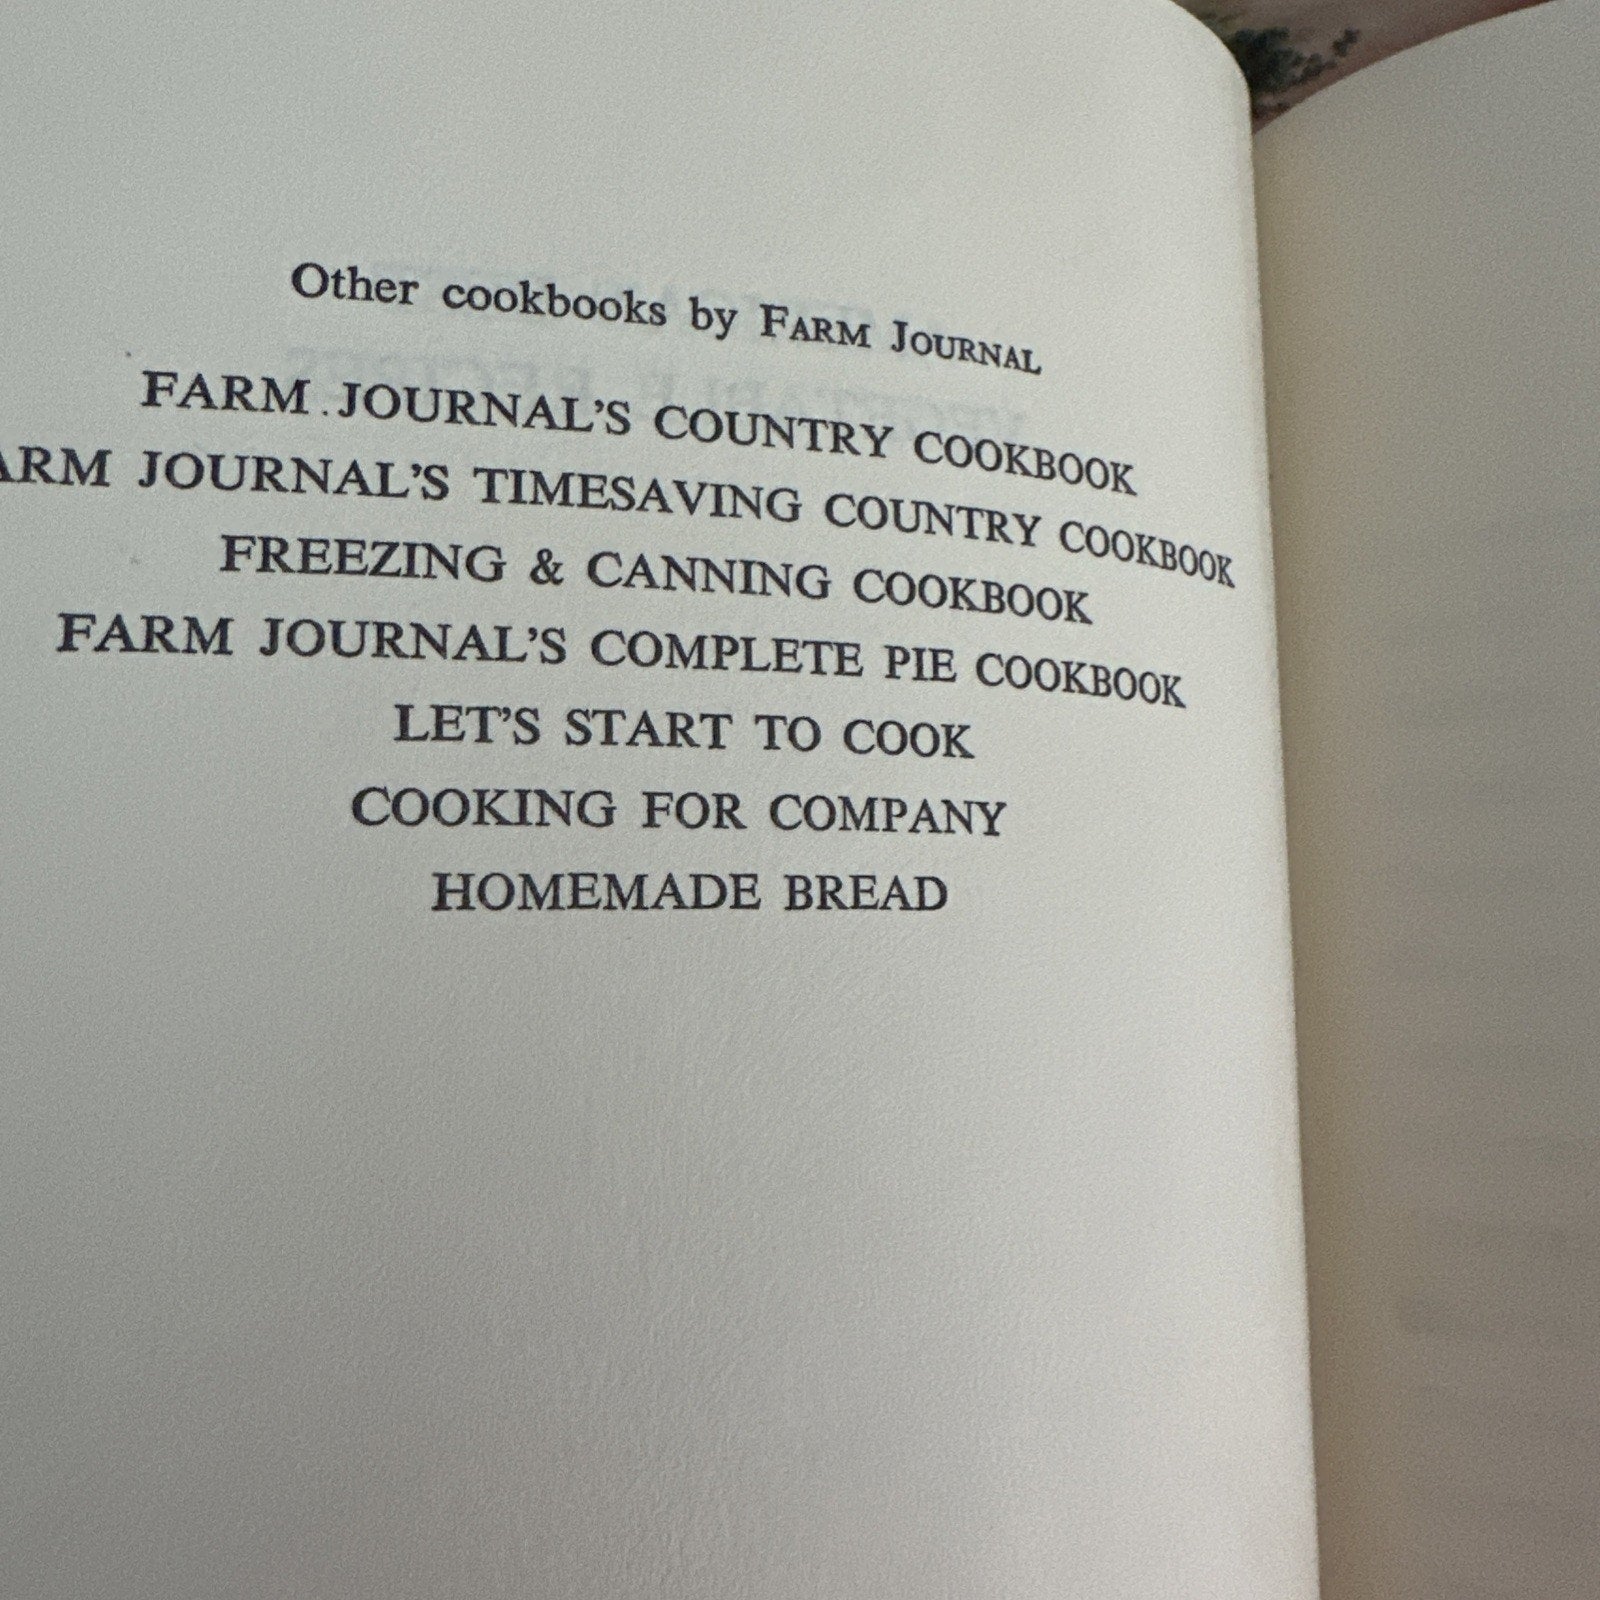 Other cookbooks by FARM JOURNAL
FARM JOURNAL'S COUNTRY COOKBOOK
ARM JOURNAL'S TIMESAVING COUNTRY COOKBOOK
FREEZING & CANNING COOKBOOK
FARM JOURNAL'S COMPLETE PIE COOKBOOK
LET'S START TO COOK
COOKING FOR COMPANY
HOMEMADE BREAD